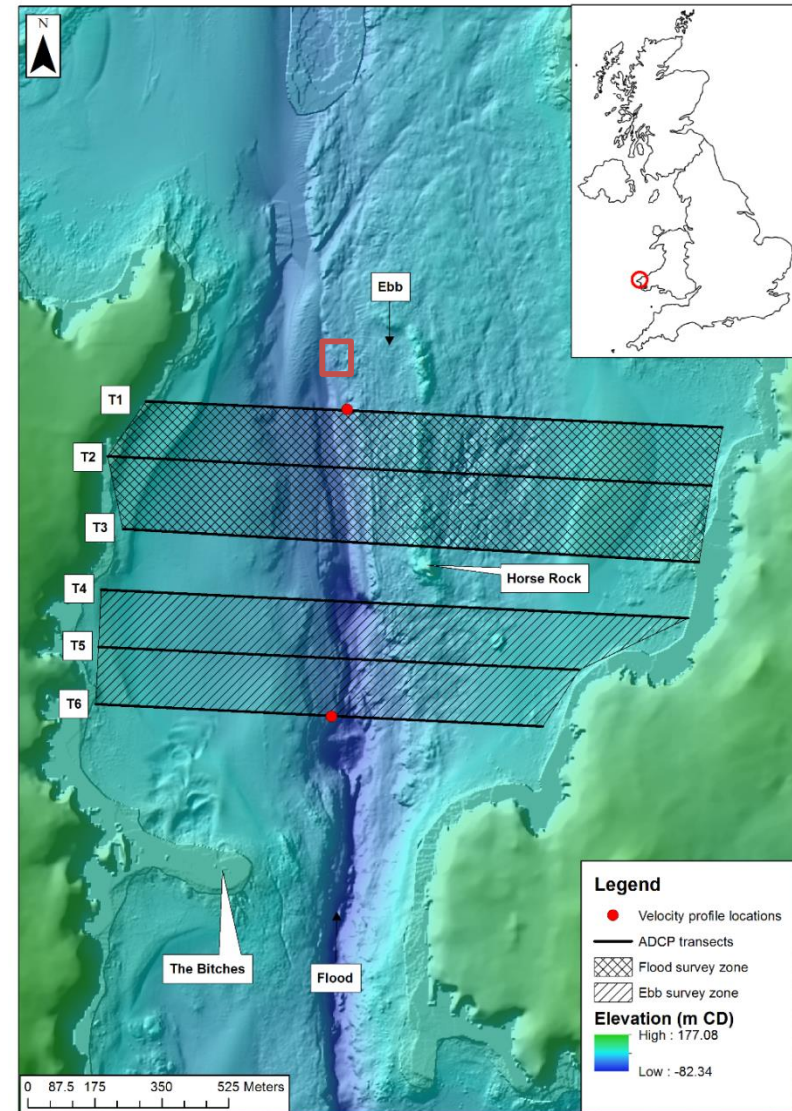 N
Ebb
T1
T2
T3
Horse Rock
T4
T5
T6
The Bitches
Flood
Legend
Velocity profile locations
ADCP transects
Flood survey zone
Ebb survey zone
Elevation (m CD)
High : 177.08
Low : -82.34
0 87.5 175 350 525 Meters